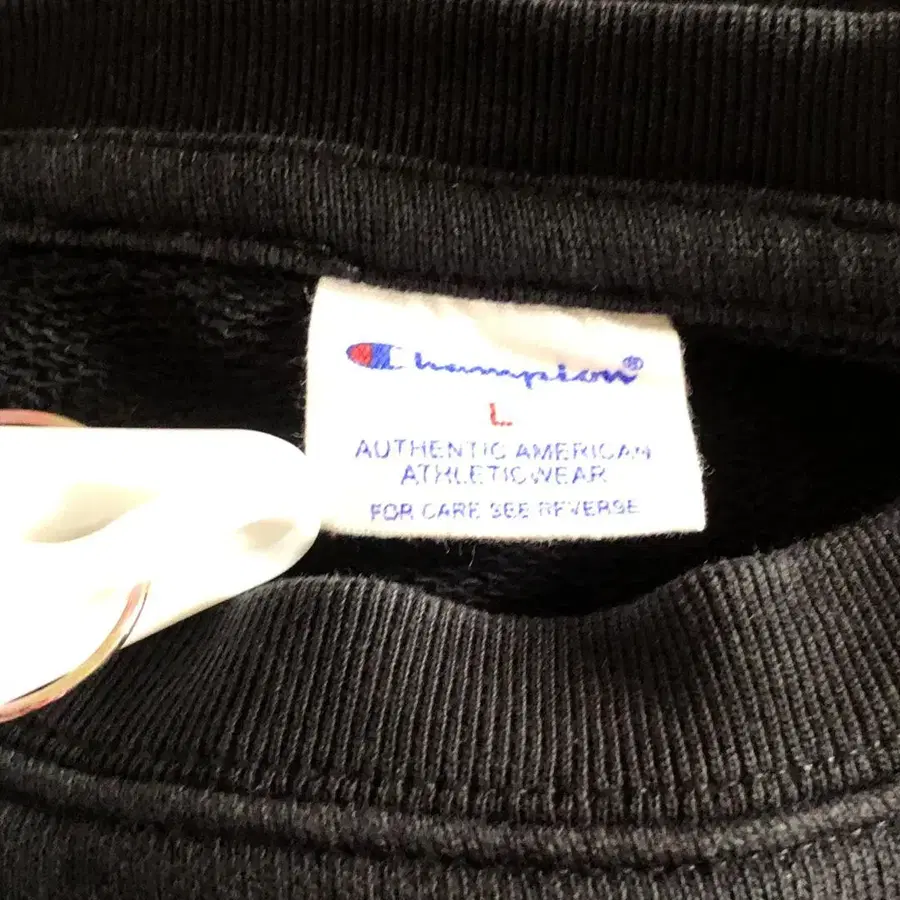 Champion®
L
AUTHENTIC AMERICAN
ATHLETICWEAR
FOR CARE SEE REVERSE